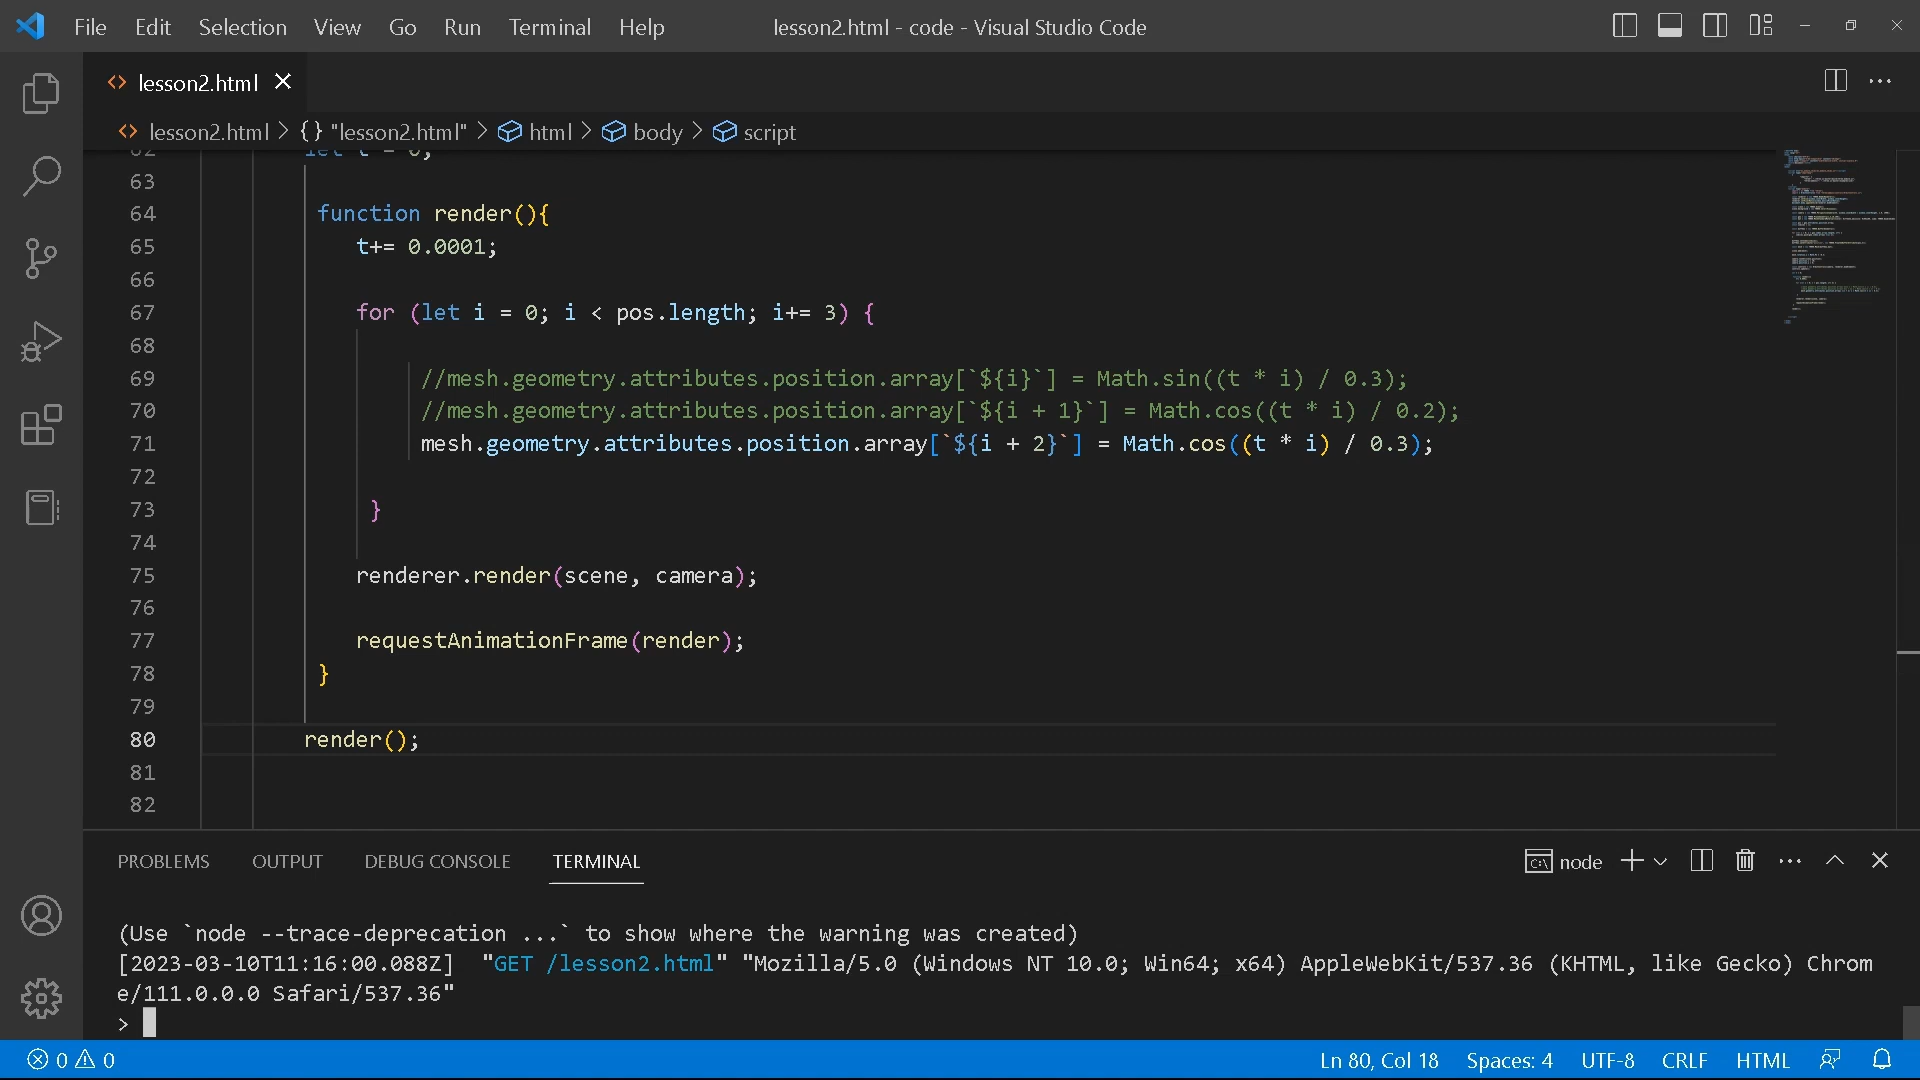 File Edit Selection View Go Run Terminal Help lesson2.html - code - Visual Studio Code
lesson2.html
lesson2.html > {} "lesson2.html" > html > body > script
62 let t = 0;
63
64 function render(){
65 t+= 0.0001;
66
67 for (let i = 0; i < pos.length; i+= 3) {
68
69 //mesh.geometry.attributes.position.array[`${i}`] = Math.sin((t * i) / 0.3);
70 //mesh.geometry.attributes.position.array[`${i + 1}`] = Math.cos((t * i) / 0.2);
71 mesh.geometry.attributes.position.array[`${i + 2}`] = Math.cos((t * i) / 0.3);
72
73 }
74
75 renderer.render(scene, camera);
76
77 requestAnimationFrame(render);
78 }
79
80 render();
81
82
PROBLEMS OUTPUT DEBUG CONSOLE TERMINAL node
(Use `node --trace-deprecation ...` to show where the warning was created)
[2023-03-10T11:16:00.088Z]  "GET /lesson2.html" "Mozilla/5.0 (Windows NT 10.0; Win64; x64) AppleWebKit/537.36 (KHTML, like Gecko) Chrom
e/111.0.0.0 Safari/537.36"
>
0 0 Ln 80, Col 18 Spaces: 4 UTF-8 CRLF HTML